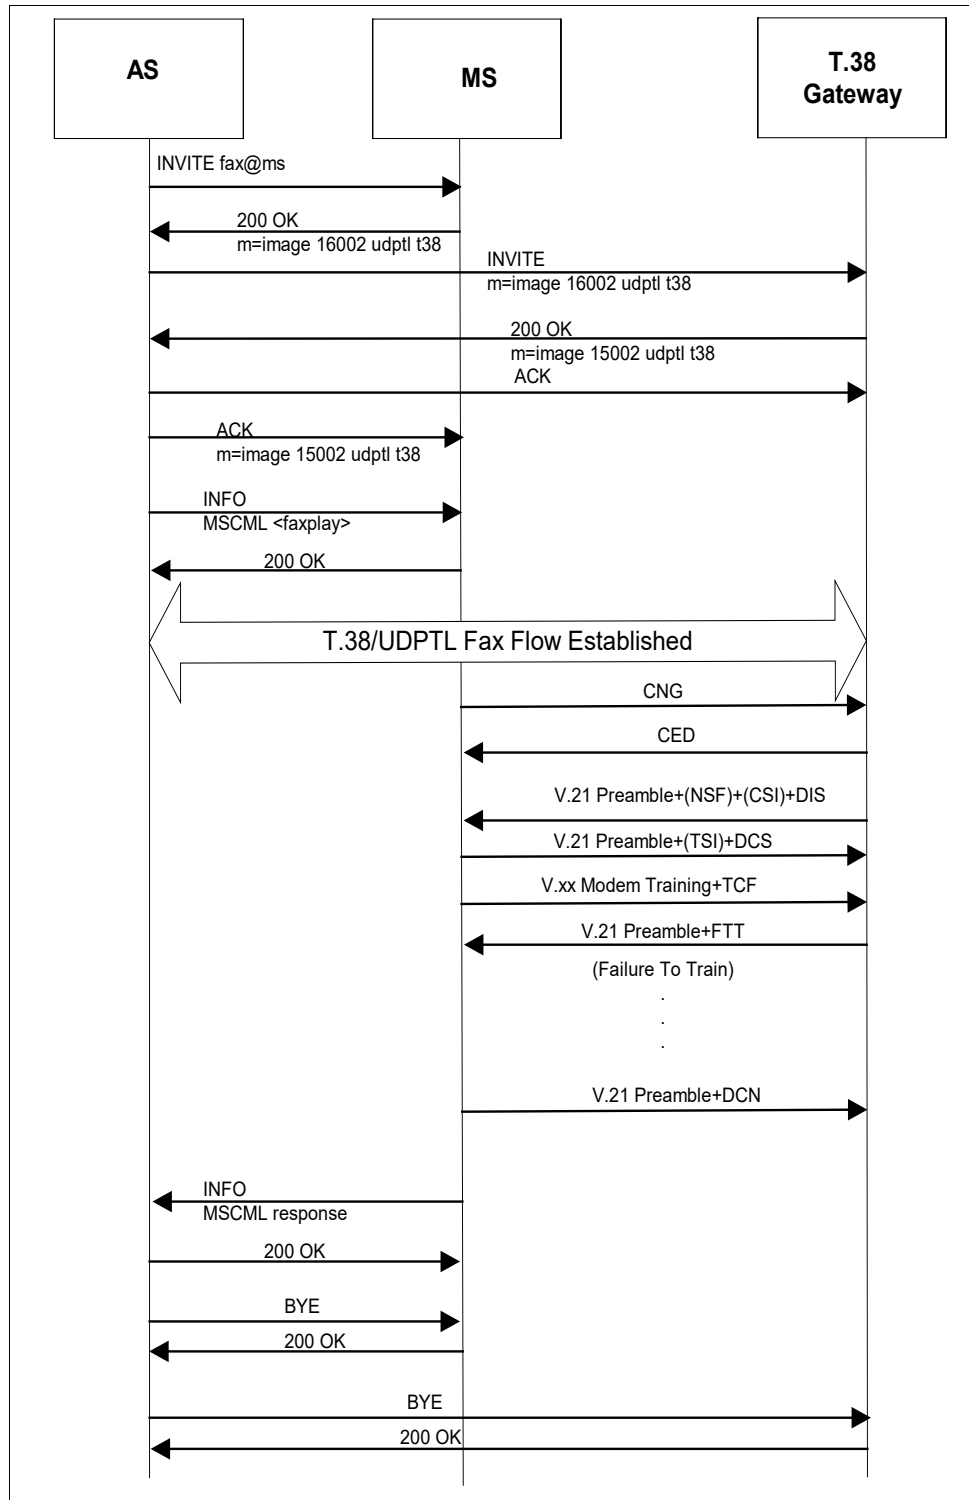 AS
MS
T.38
Gateway
INVITE fax@ms
200 OK
m=image 16002 udptl t38
INVITE
m=image 16002 udptl t38
200 OK
m=image 15002 udptl t38
ACK
ACK
m=image 15002 udptl t38
INFO
MSCML <faxplay>
200 OK
T.38/UDPTL Fax Flow Established
CNG
CED
V.21 Preamble+(NSF)+(CSI)+DIS
V.21 Preamble+(TSI)+DCS
V.xx Modem Training+TCF
V.21 Preamble+FTT
(Failure To Train)
.
.
.
V.21 Preamble+DCN
INFO
MSCML response
200 OK
BYE
200 OK
BYE
200 OK